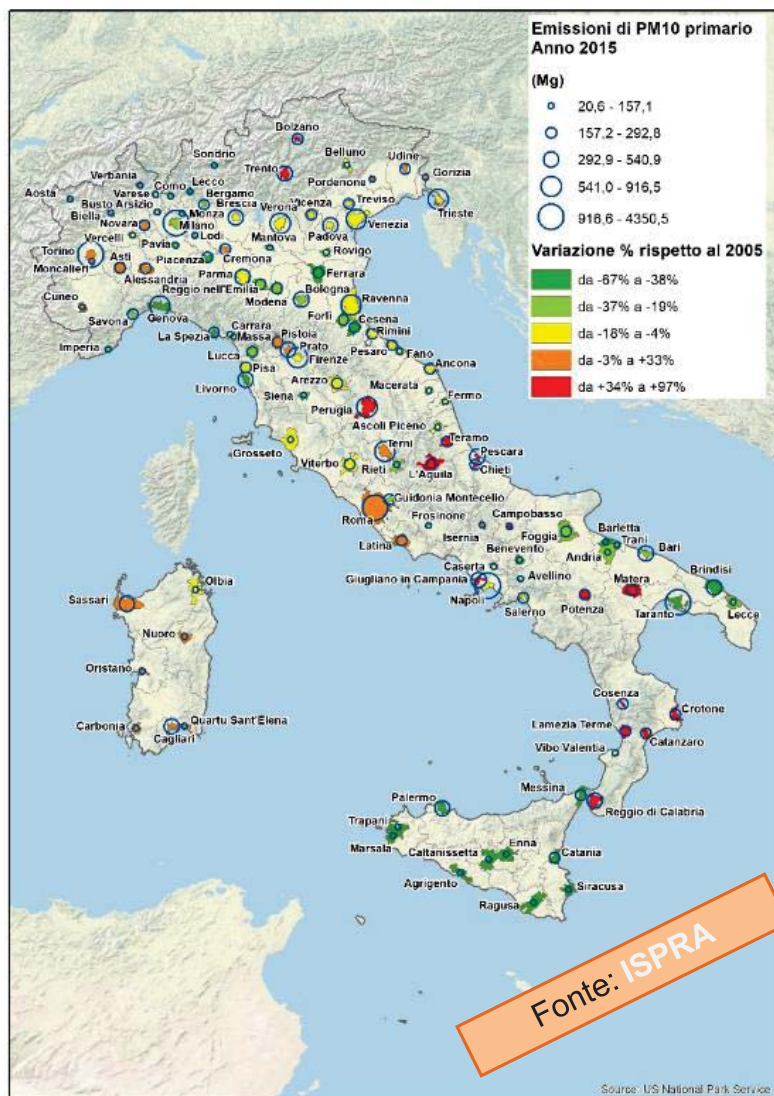 Emissioni di PM10 primario
Anno 2015
(Mg)
20,6 - 157,1
157,2 - 292,8
292,9 - 540,9
541,0 - 916,5
916,6 - 4350,5
Variazione % rispetto al 2005
da -67% a -38%
da -37% a -19%
da -18% a -4%
da -3% a +33%
da +34% a +97%
Bolzano
Sondrio
Belluno
Udine
Trento
Verbania
Lecco
Pordenone
Gorizia
Aosta
Varese
Como
Bergamo
Busto Arsizio
Brescia
Vicenza
Treviso
Biella
Monza
Verona
Trieste
Novara
Milano
Venezia
Vercelli
Lodi
Padova
Torino
Pavia
Mantova
Asti
Piacenza
Cremona
Rovigo
Moncalieri
Parma
Ferrara
Alessandria
Reggio nell'Emilia
Bologna
Cuneo
Modena
Ravenna
Savona
Genova
Carrara
Forlì
Cesena
La Spezia
Massa
Pistoia
Rimini
Imperia
Prato
Lucca
Firenze
Pesaro
Fano
Pisa
Ancona
Livorno
Arezzo
Macerata
Siena
Fermo
Perugia
Ascoli Piceno
Grosseto
Terni
Teramo
Pescara
Viterbo
Rieti
L'Aquila
Chieti
Guidonia Montecelio
Roma
Frosinone
Campobasso
Isernia
Foggia
Barletta
Trani
Latina
Benevento
Bari
Caserta
Andria
Giugliano in Campania
Avellino
Matera
Brindisi
Napoli
Salerno
Potenza
Taranto
Lecce
Olbia
Sassari
Nuoro
Oristano
Carbonia
Quartu Sant'Elena
Cagliari
Cosenza
Crotone
Lamezia Terme
Catanzaro
Vibo Valentia
Messina
Palermo
Reggio di Calabria
Trapani
Marsala
Enna
Caltanissetta
Catania
Agrigento
Siracusa
Ragusa
Fonte: ISPRA
Source: US National Park Service